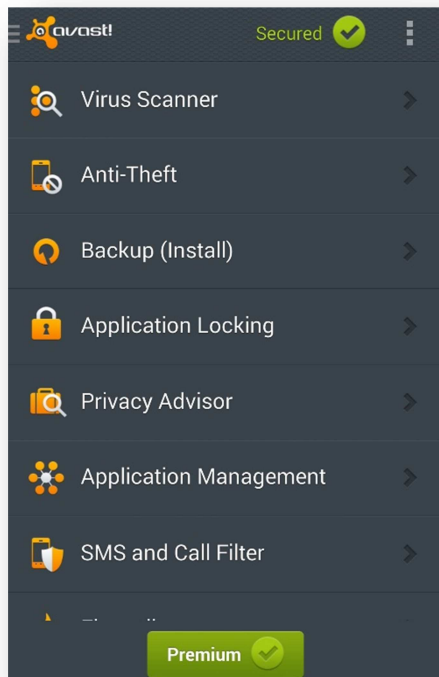 avast!
Secured
Virus Scanner
Anti-Theft
Backup (Install)
Application Locking
Privacy Advisor
Application Management
SMS and Call Filter
Premium